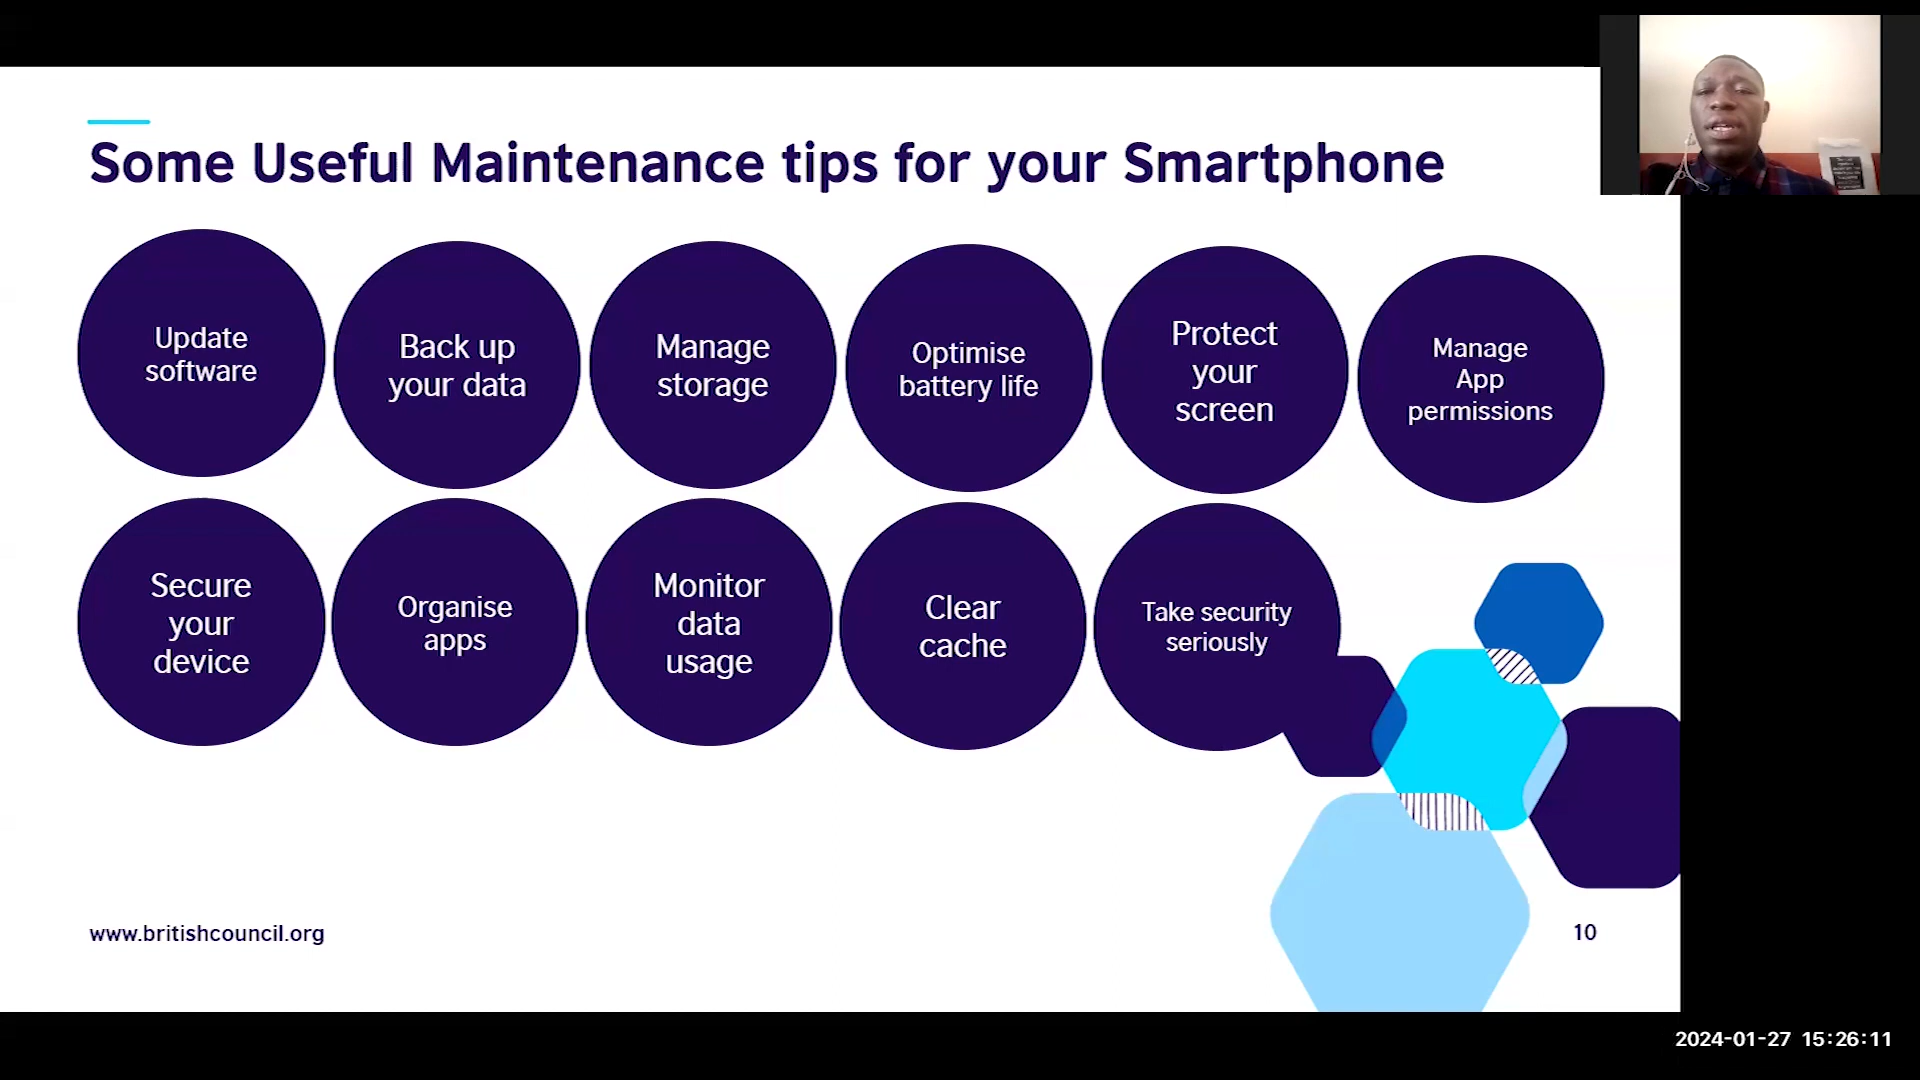 Some Useful Maintenance tips for your Smartphone
Update
software
Back up
your data
Manage
storage
Optimise
battery life
Protect
your
screen
Manage
App
permissions
Secure
your
device
Organise
apps
Monitor
data
usage
Clear
cache
Take security
seriously
www.britishcouncil.org
10
2024-01-27 15:26:11